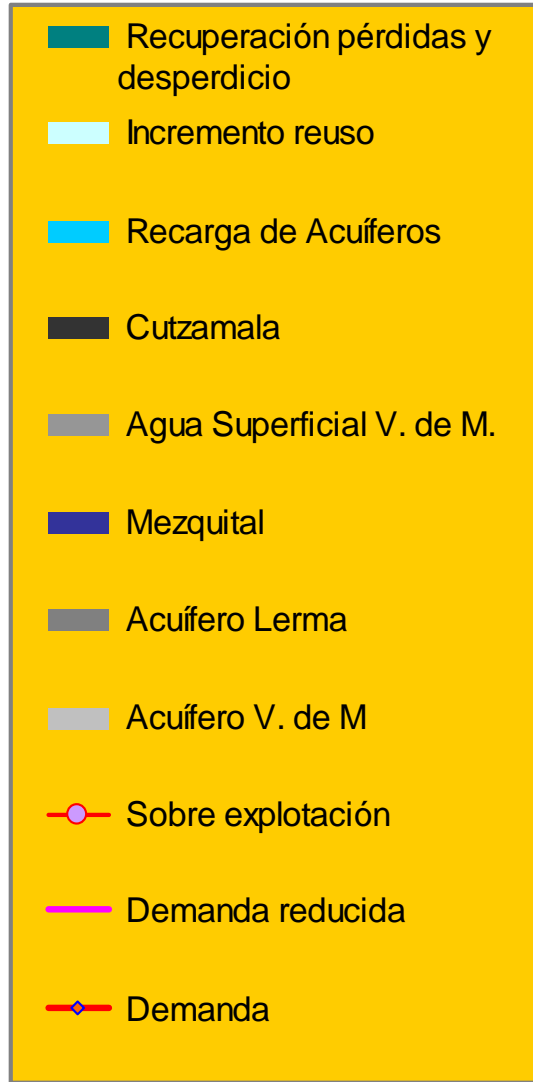 Recuperación pérdidas y
desperdicio
Incremento reuso
Recarga de Acuíferos
Cutzamala
Agua Superficial V. de M.
Mezquital
Acuífero Lerma
Acuífero V. de M
Sobre explotación
Demanda reducida
Demanda